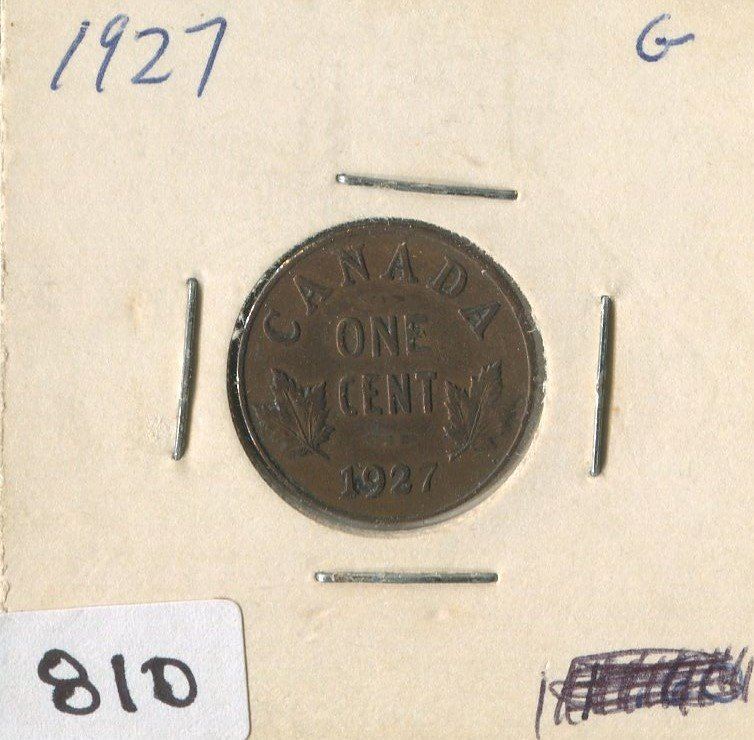 1927 G
CANADA
ONE
CENT
1927
810